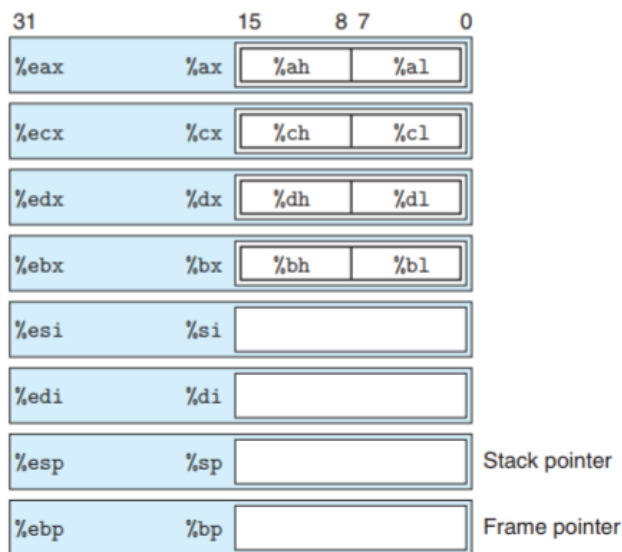 31 15 8 7 0
%eax %ax %ah %al
%ecx %cx %ch %cl
%edx %dx %dh %dl
%ebx %bx %bh %bl
%esi %si
%edi %di
%esp %sp Stack pointer
%ebp %bp Frame pointer